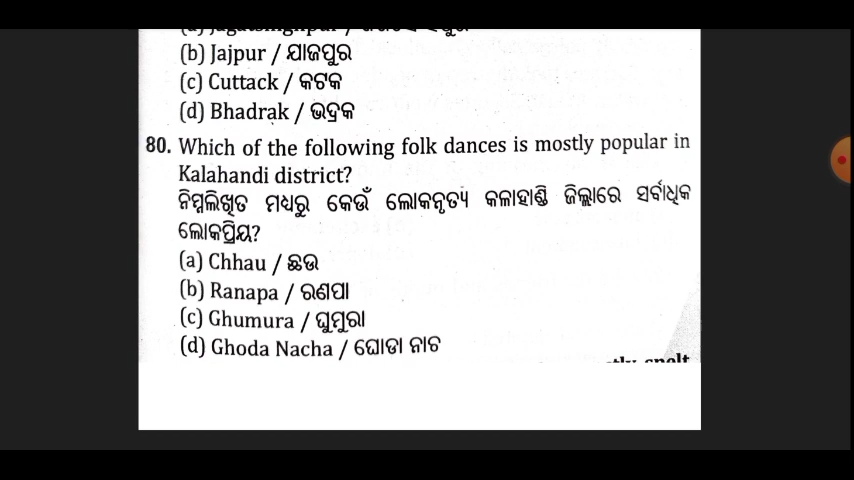 (b) Jajpur / ଯାଜପୁର
(c) Cuttack / କଟକ
(d) Bhadrak / ଭଦ୍ରକ
80. Which of the following folk dances is mostly popular in
Kalahandi district?
ନିମ୍ନଲିଖିତ ମଧ୍ୟରୁ କେଉଁ ଲୋକନୃତ୍ୟ କଳାହାଣ୍ଡି ଜିଲ୍ଲାରେ ସର୍ବାଧିକ
ଲୋକପ୍ରିୟ?
(a) Chhau / ଛଉ
(b) Ranapa / ରଣପା
(c) Ghumura / ଘୁମୁରା
(d) Ghoda Nacha / ଘୋଡା ନାଚ
spelt